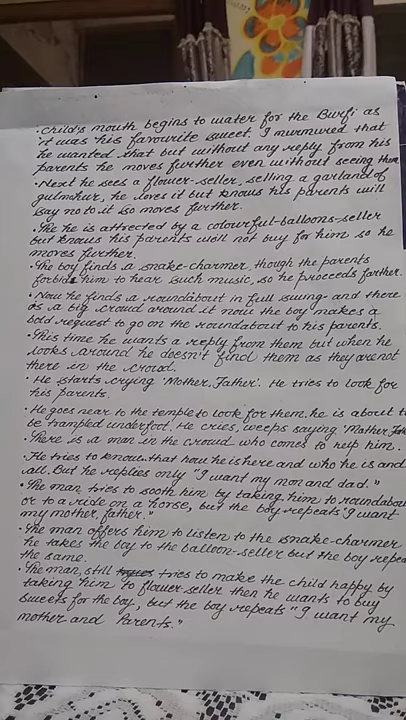 • Child's mouth begins to water for the Burfi as
it was his favourite sweet. I murmured that
he wanted that but without any reply from his
parents he moves further even without seeing them
• Next he sees a flower-seller, selling a garland of
gulmohur, he loves it but knows his parents will
say no to it so moves further.
• The he is attrected by a colourful-balloons-seller
but knows his parents will not buy for him so he
moves further.
• The boy finds a snake-charmer, though the parents
forbids him to hear such music, so he proceeds farther.
• Now he finds a roundabout in full swing- and there
is a big crowd around it now the boy makes a
bold request to go on the roundabout to his parents.
• This time he wants a reply from them but when he
looks around he doesn't find them as they are not
there in the crowd.
• He starts crying 'Mother, Father'. He tries to look for
his parents.
• He goes near to the temple to look for them, he is about t
be trampled underfoot. He cries, weeps saying 'Mother
• There is a man in the crowd who comes to help him.
• He tries to know that how he is here and who he is and
all. But he replies only "I want my mom and dad."
• The man tries to sooth him by taking him to roundabou
or to a ride on a horse, but the boy repeats 'I want
my mother, father."
• The man offers him to listen to the snake-charmer
he takes the boy to the balloon-seller but the boy repea
the same.
• The man, still tries to make the child happy by
taking him to flower-seller then he wants to buy
sweets for the boy, but the boy repeats "I want my
mother and Parents."